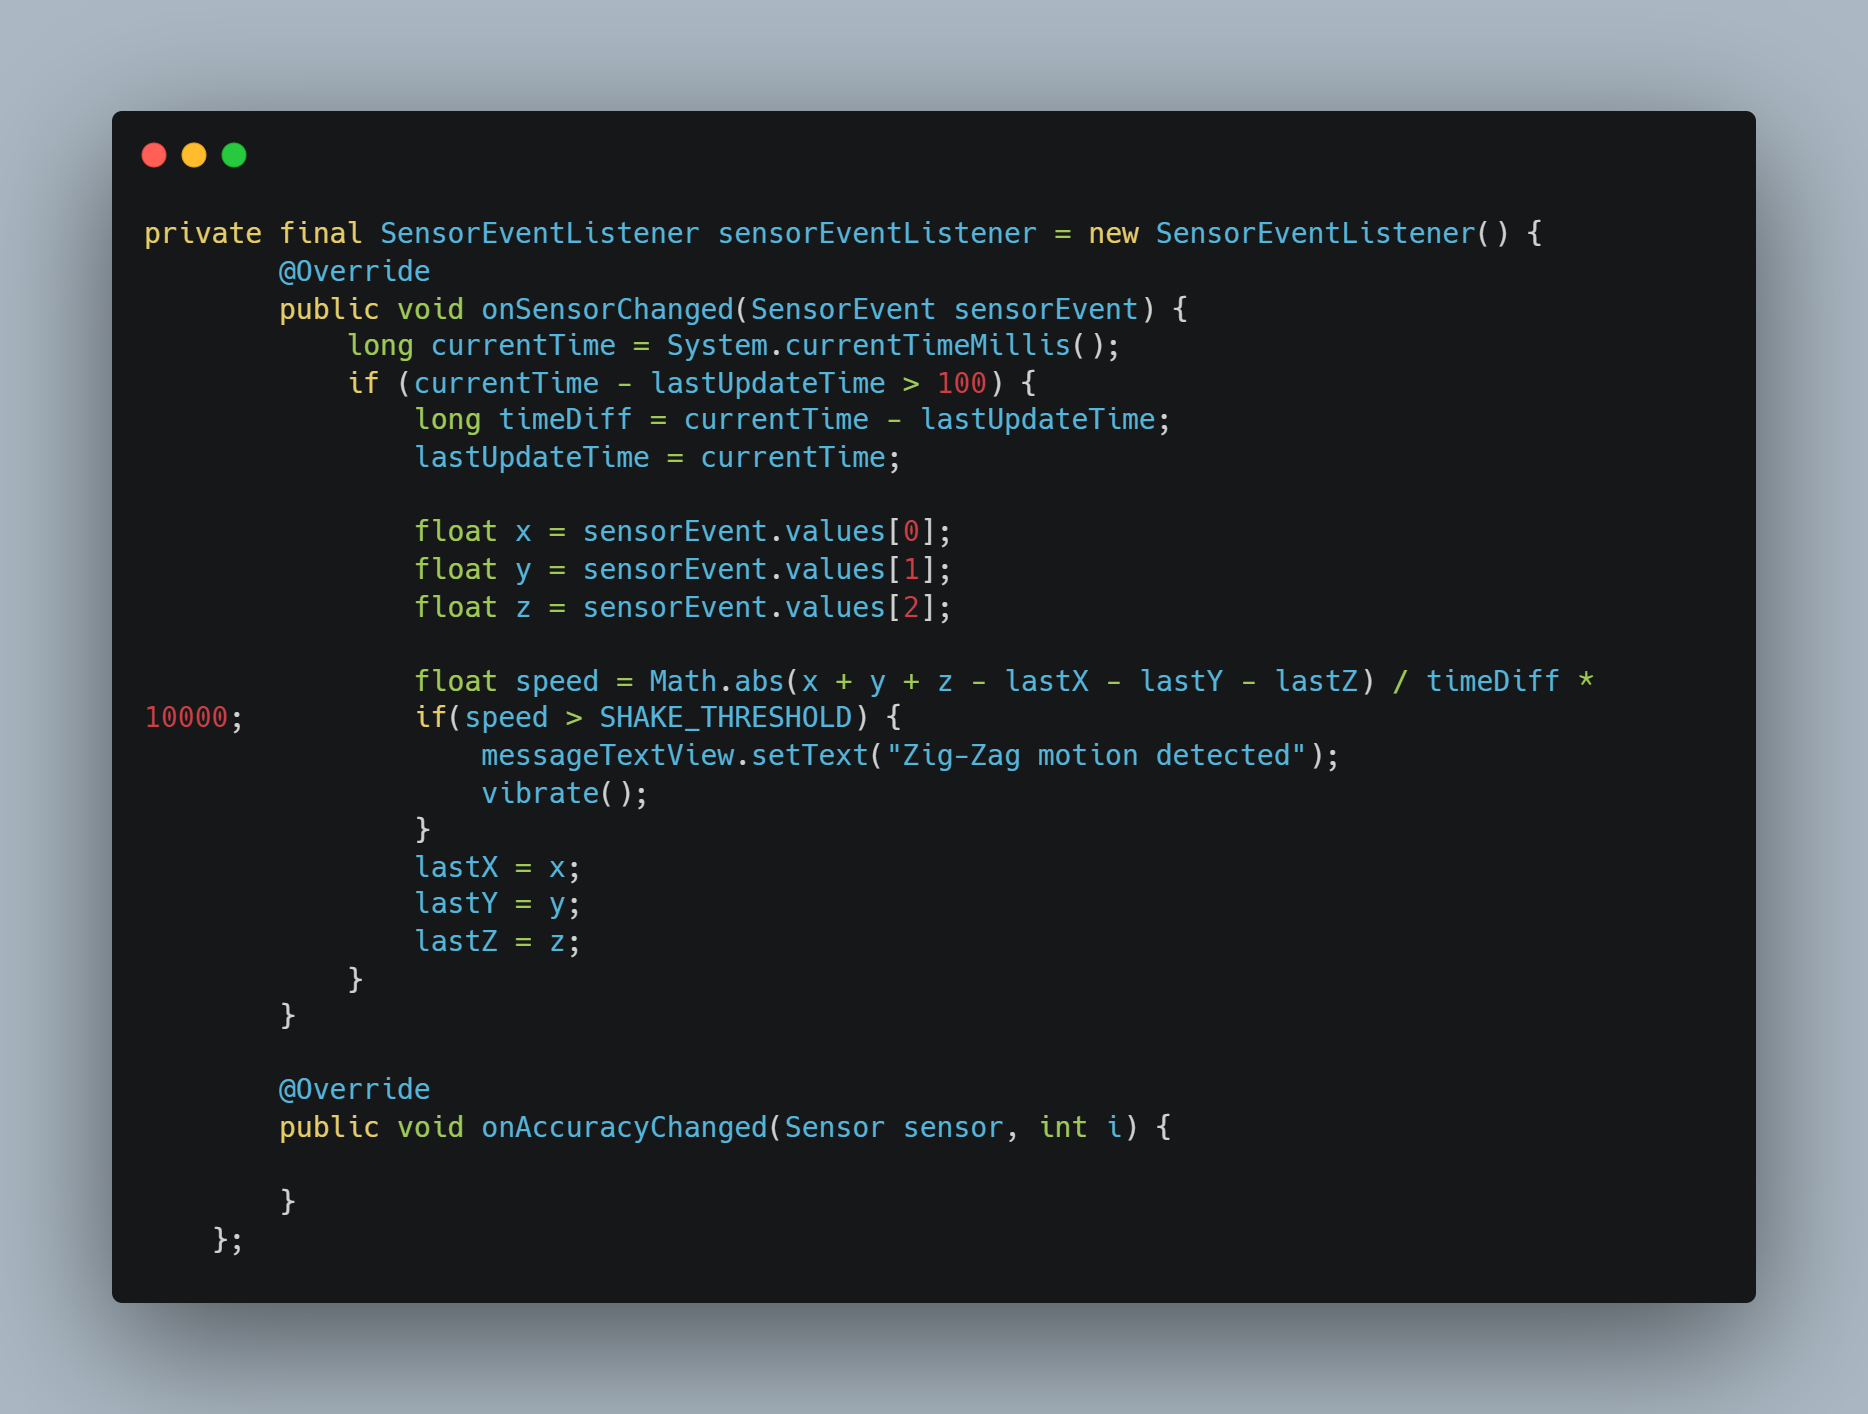 private final SensorEventListener sensorEventListener = new SensorEventListener() {
        @Override
        public void onSensorChanged(SensorEvent sensorEvent) {
            long currentTime = System.currentTimeMillis();
            if (currentTime - lastUpdateTime > 100) {
                long timeDiff = currentTime - lastUpdateTime;
                lastUpdateTime = currentTime;

                float x = sensorEvent.values[0];
                float y = sensorEvent.values[1];
                float z = sensorEvent.values[2];

                float speed = Math.abs(x + y + z - lastX - lastY - lastZ) / timeDiff *
10000;          if(speed > SHAKE_THRESHOLD) {
                    messageTextView.setText("Zig-Zag motion detected");
                    vibrate();
                }
                lastX = x;
                lastY = y;
                lastZ = z;
            }
        }

        @Override
        public void onAccuracyChanged(Sensor sensor, int i) {

        }
    };